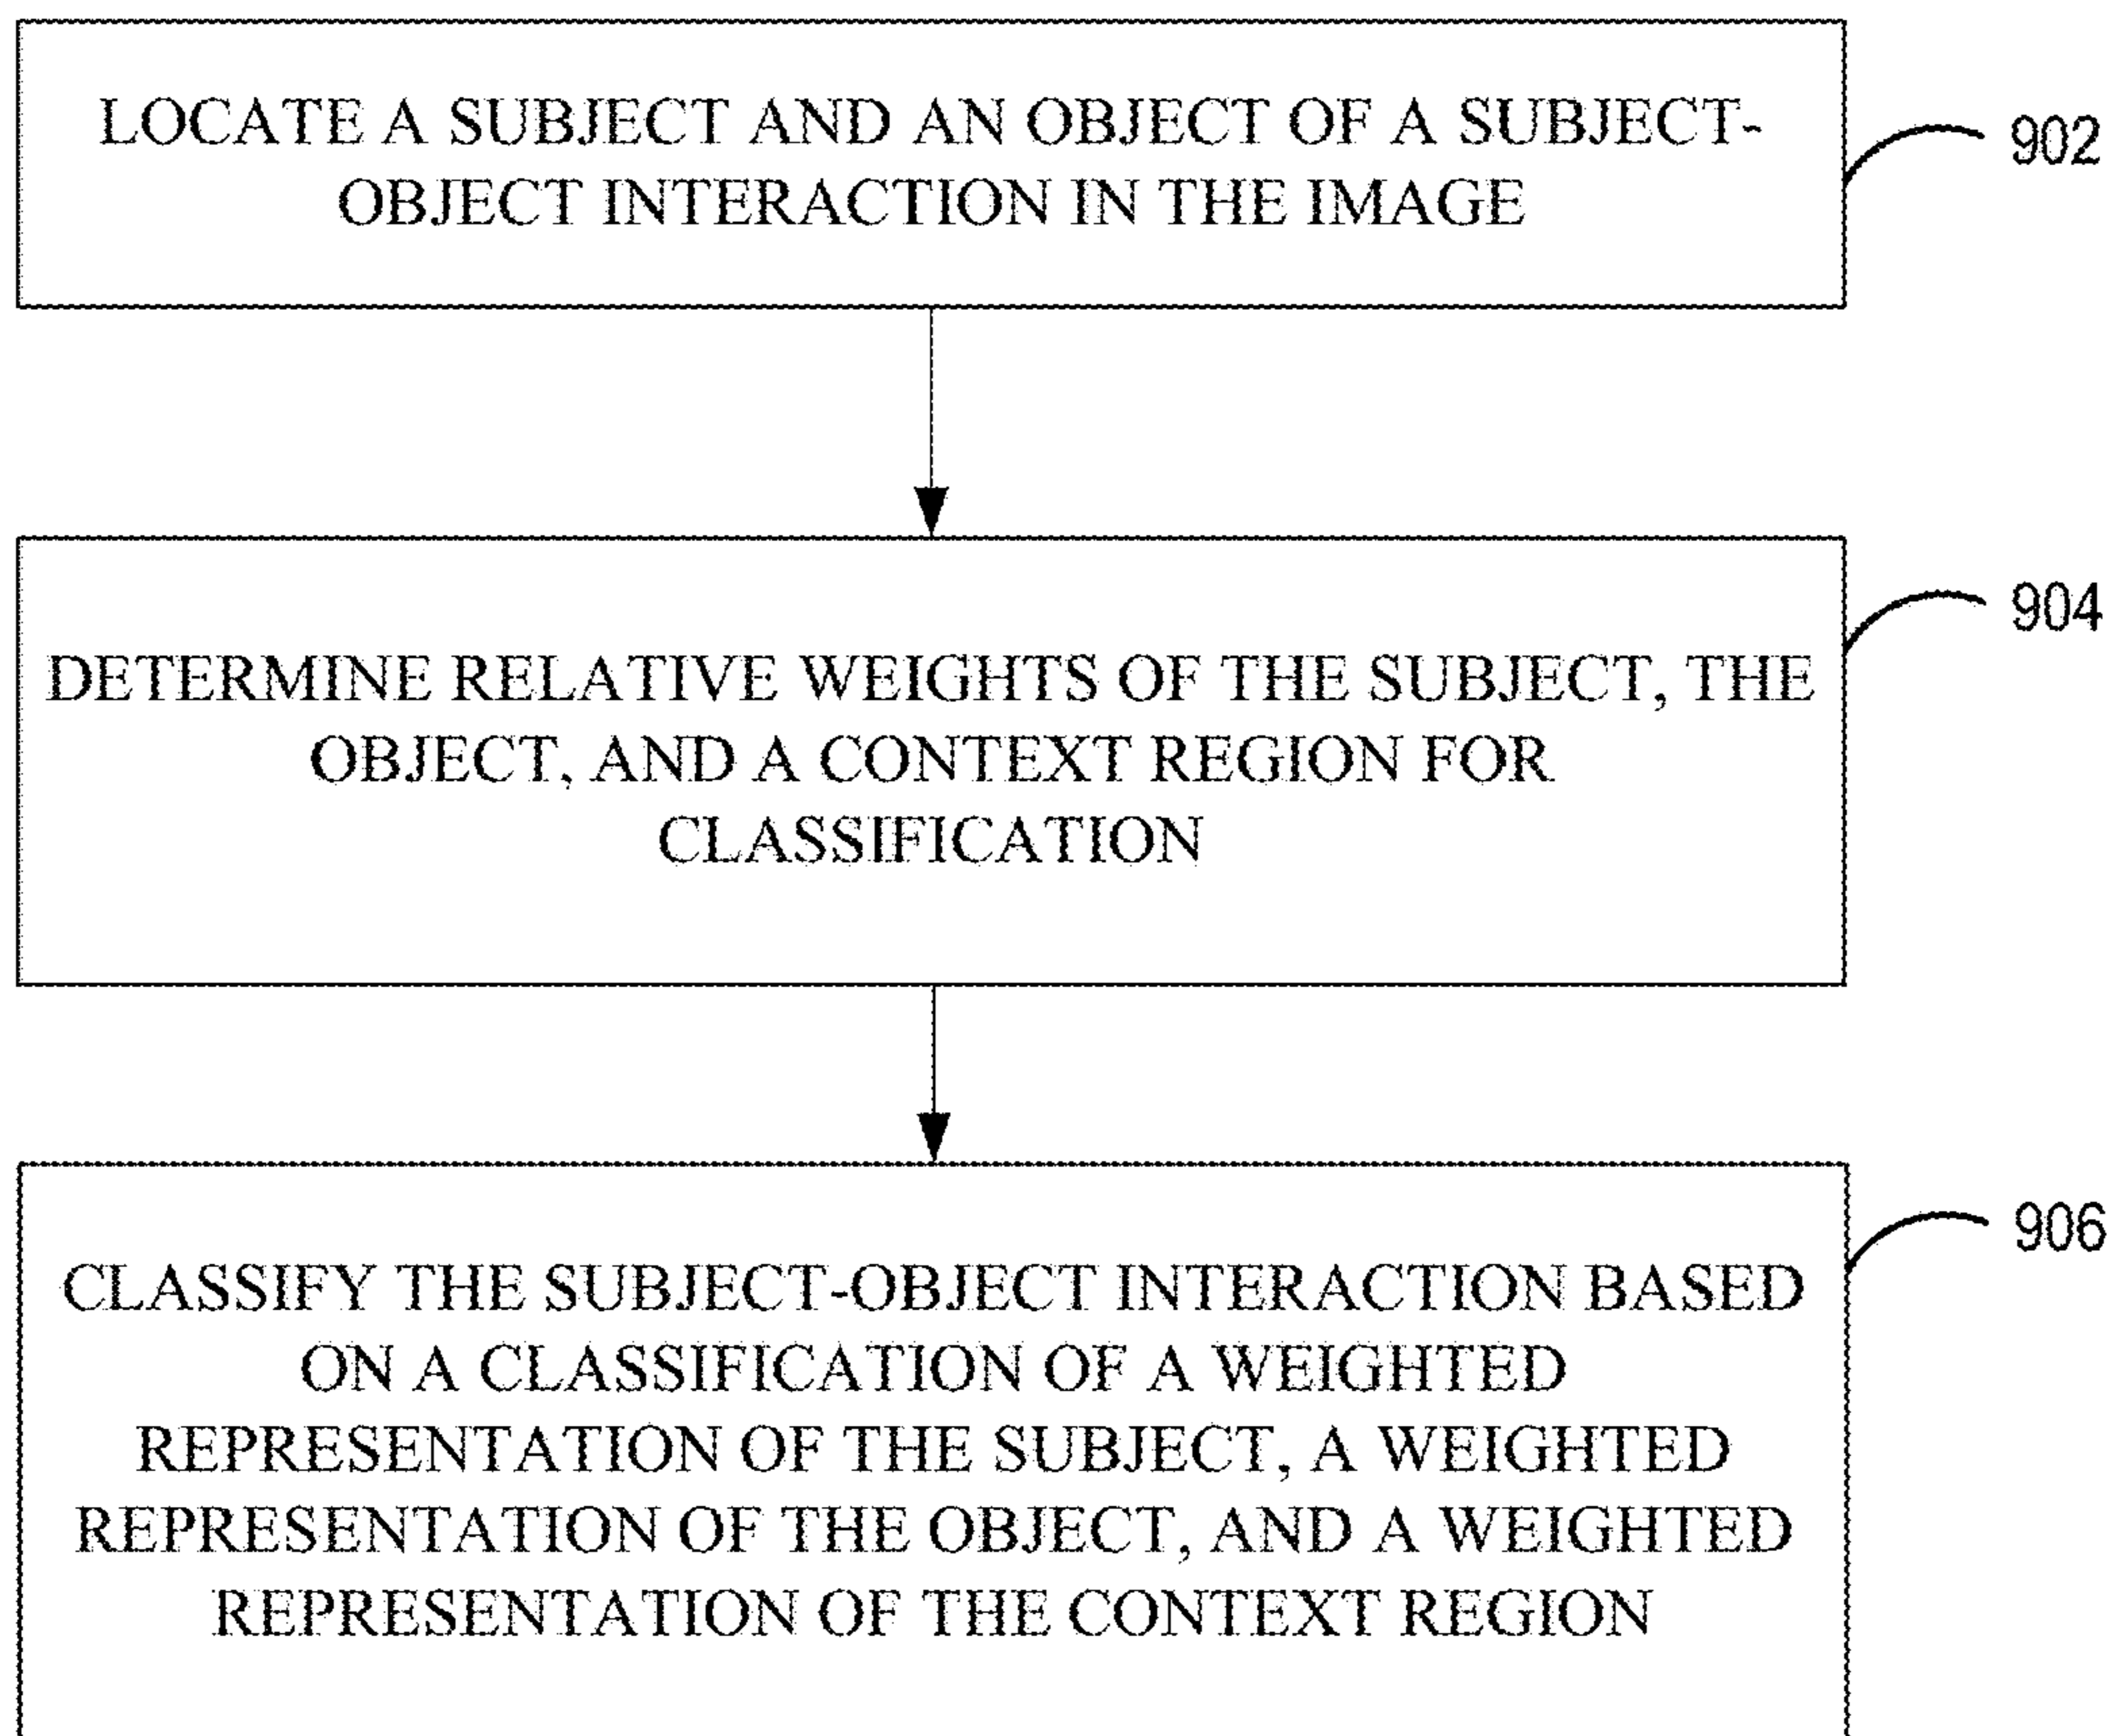 LOCATE A SUBJECT AND AN OBJECT OF A SUBJECT-
OBJECT INTERACTION IN THE IMAGE
902
DETERMINE RELATIVE WEIGHTS OF THE SUBJECT, THE
OBJECT, AND A CONTEXT REGION FOR
CLASSIFICATION
904
CLASSIFY THE SUBJECT-OBJECT INTERACTION BASED
ON A CLASSIFICATION OF A WEIGHTED
REPRESENTATION OF THE SUBJECT, A WEIGHTED
REPRESENTATION OF THE OBJECT, AND A WEIGHTED
REPRESENTATION OF THE CONTEXT REGION
906